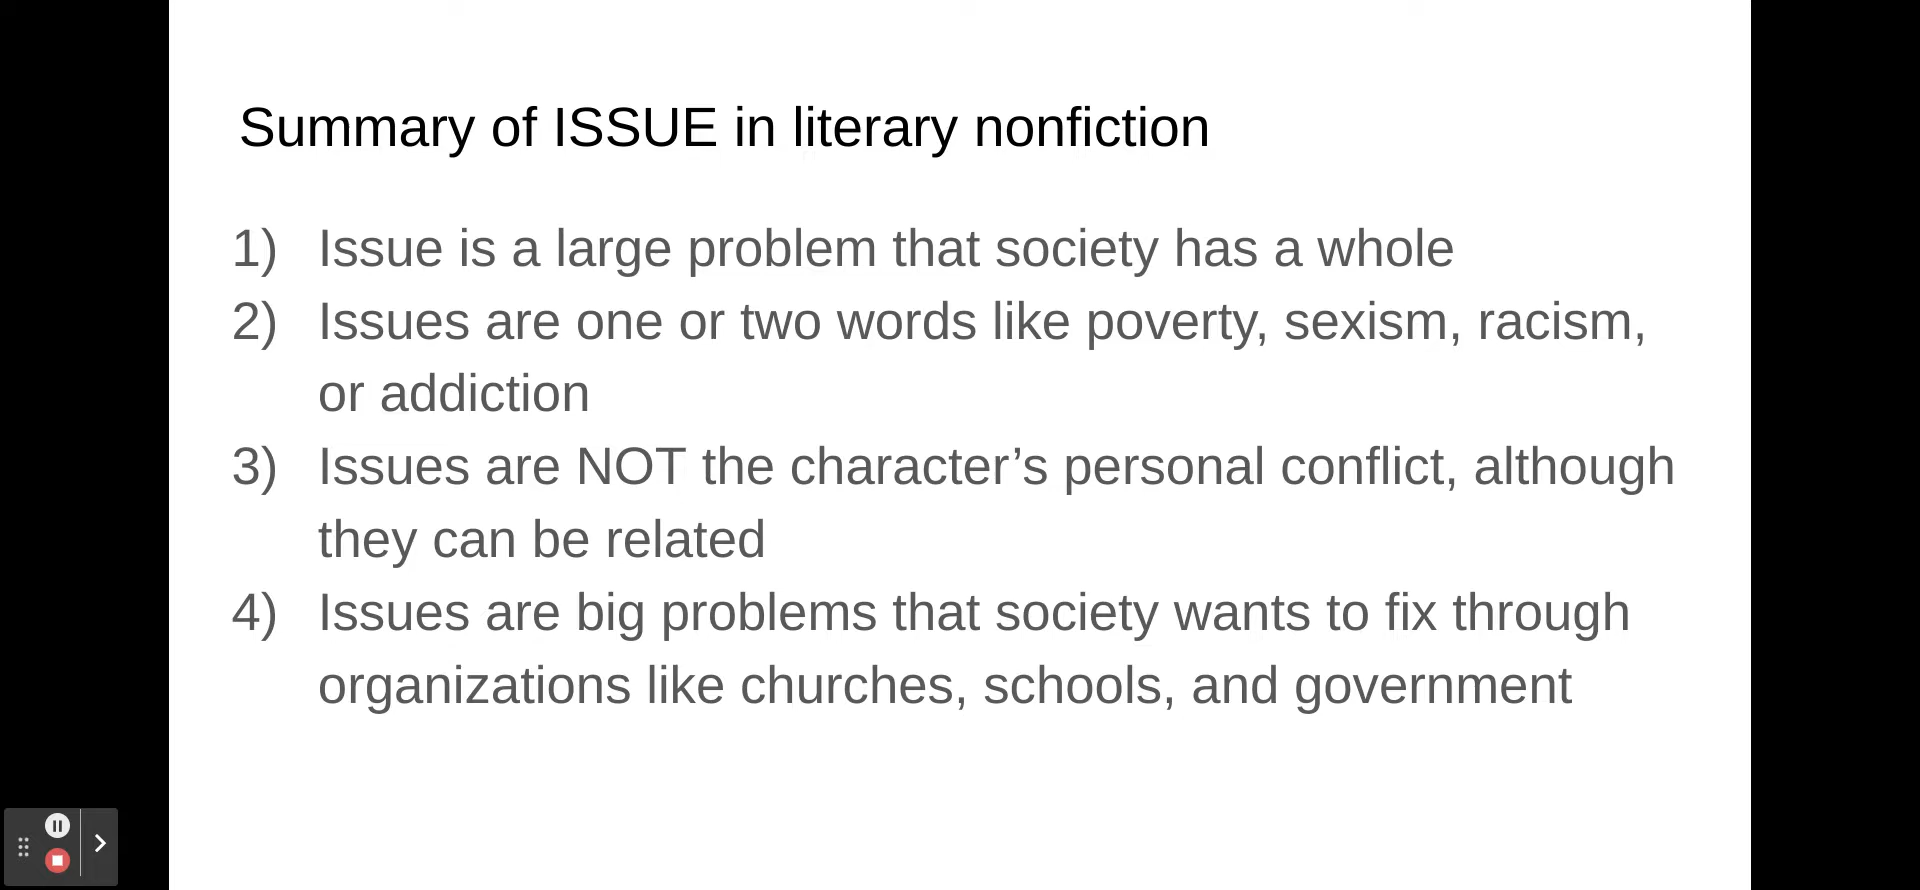 Summary of ISSUE in literary nonfiction
1) Issue is a large problem that society has a whole
2) Issues are one or two words like poverty, sexism, racism,
or addiction
3) Issues are NOT the character’s personal conflict, although
they can be related
4) Issues are big problems that society wants to fix through
organizations like churches, schools, and government